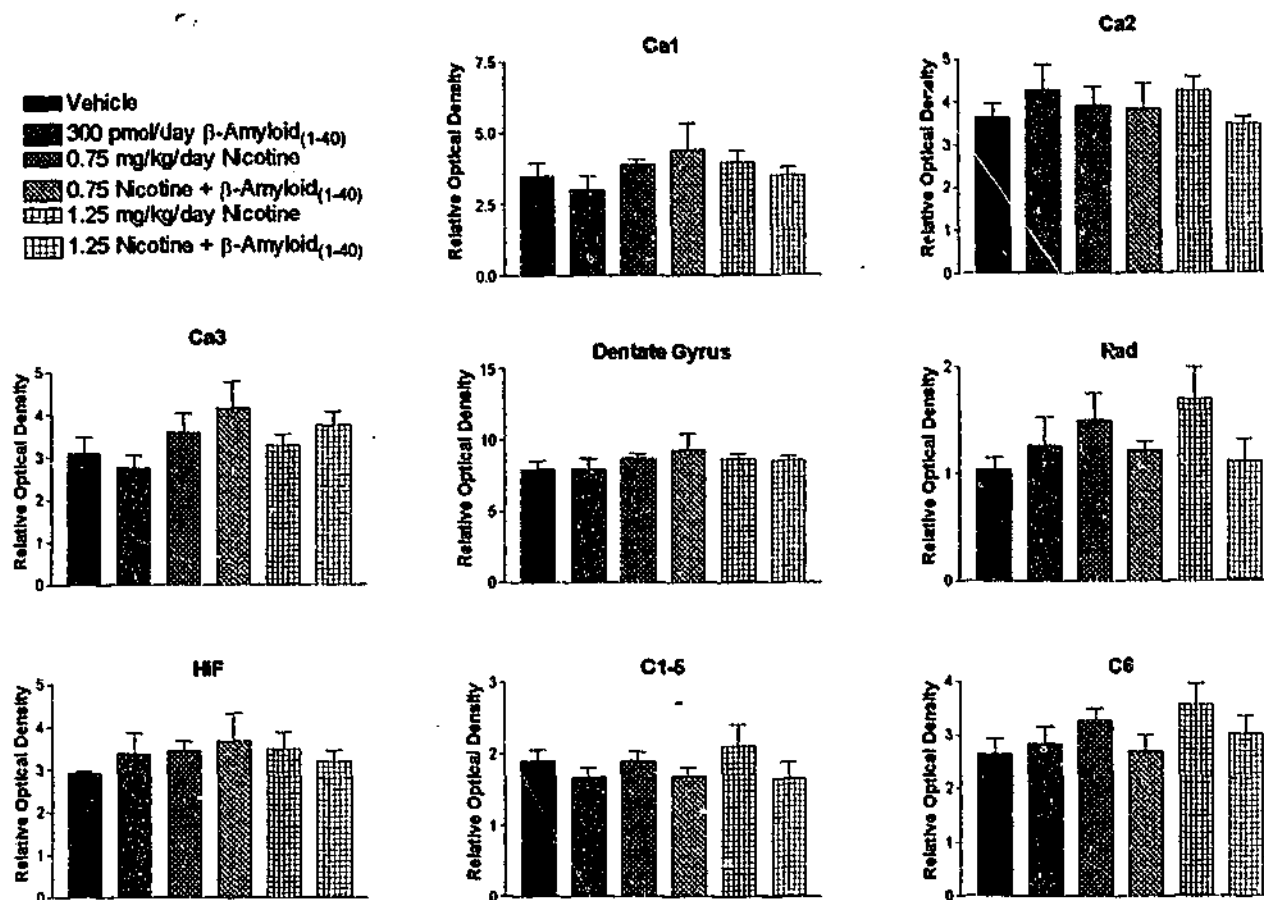 Vehicle
300 pmol/day β-Amyloid(1-40)
0.75 mg/kg/day Nicotine
0.75 Nicotine + β-Amyloid(1-40)
1.25 mg/kg/day Nicotine
1.25 Nicotine + β-Amyloid(1-40)
Ca1
Relative Optical Density
7.5
5.0
2.5
0.0
Ca2
Relative Optical Density
5
4
3
2
1
0
Ca3
Relative Optical Density
5
4
3
2
1
0
Dentate Gyrus
Relative Optical Density
15
10
5
0
Rad
Relative Optical Density
2
1
0
HiF
Relative Optical Density
5
4
3
2
1
0
C1-5
Relative Optical Density
3
2
1
0
C6
Relative Optical Density
4
3
2
1
0